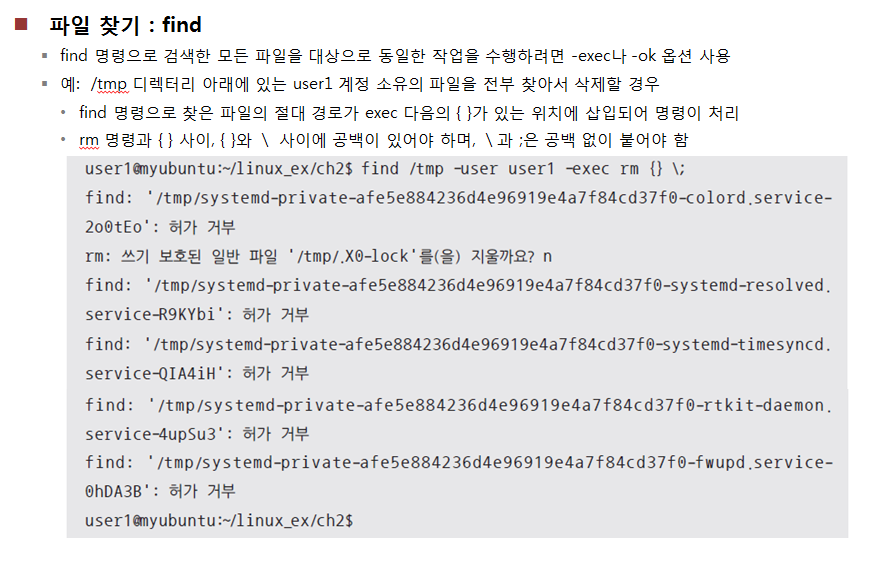 파일 찾기 : find
find 명령으로 검색한 모든 파일을 대상으로 동일한 작업을 수행하려면 -exec나 -ok 옵션 사용
예: /tmp 디렉터리 아래에 있는 user1 계정 소유의 파일을 전부 찾아서 삭제할 경우
find 명령으로 찾은 파일의 절대 경로가 exec 다음의 { }가 있는 위치에 삽입되어 명령이 처리
rm 명령과 { } 사이, { }와 \ 사이에 공백이 있어야 하며, \ 과 ;은 공백 없이 붙어야 함
user1@myubuntu:~/linux_ex/ch2$ find /tmp -user user1 -exec rm {} \;
find: '/tmp/systemd-private-afe5e884236d4e96919e4a7f84cd37f0-colord.service-
2o0tEo': 허가 거부
rm: 쓰기 보호된 일반 파일 '/tmp/.X0-lock'를(을) 지울까요? n
find: '/tmp/systemd-private-afe5e884236d4e96919e4a7f84cd37f0-systemd-resolved.
service-R9KYbi': 허가 거부
find: '/tmp/systemd-private-afe5e884236d4e96919e4a7f84cd37f0-systemd-timesyncd.
service-QIA4iH': 허가 거부
find: '/tmp/systemd-private-afe5e884236d4e96919e4a7f84cd37f0-rtkit-daemon.
service-4upSu3': 허가 거부
find: '/tmp/systemd-private-afe5e884236d4e96919e4a7f84cd37f0-fwupd.service-
0hDA3B': 허가 거부
user1@myubuntu:~/linux_ex/ch2$